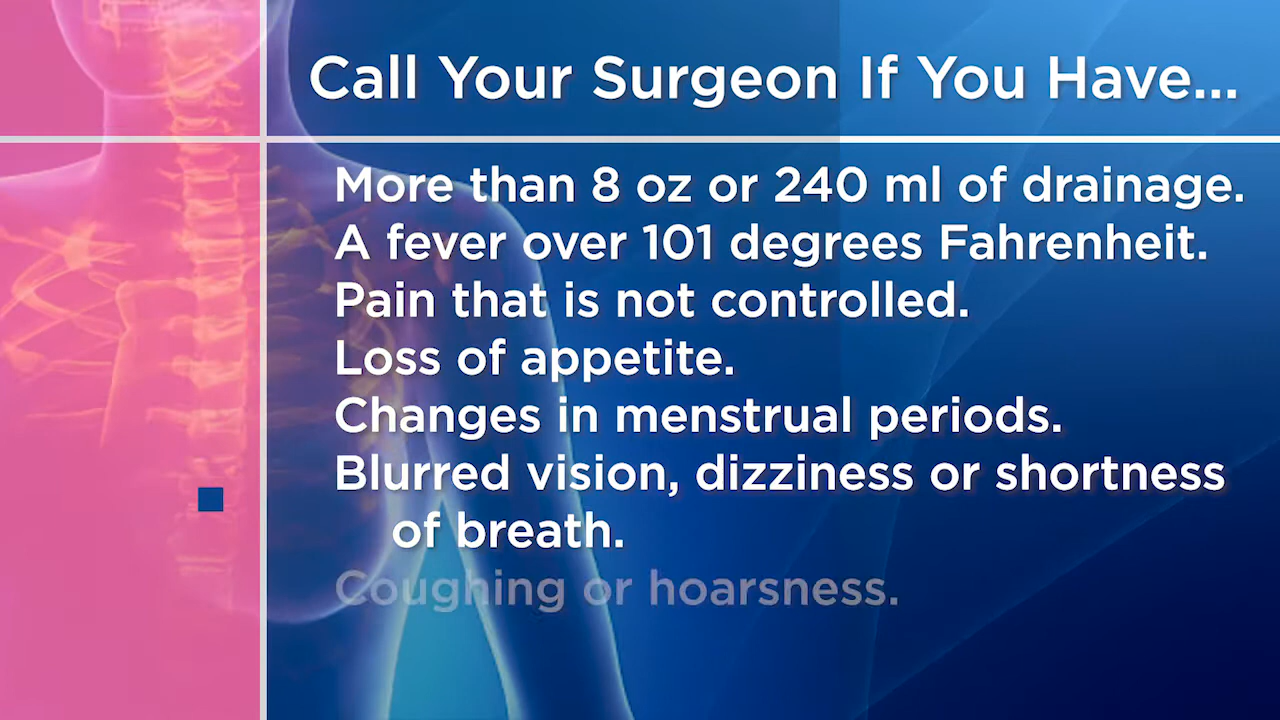 Call Your Surgeon If You Have...
More than 8 oz or 240 ml of drainage.
A fever over 101 degrees Fahrenheit.
Pain that is not controlled.
Loss of appetite.
Changes in menstrual periods.
Blurred vision, dizziness or shortness
of breath.
Coughing or hoarsness.